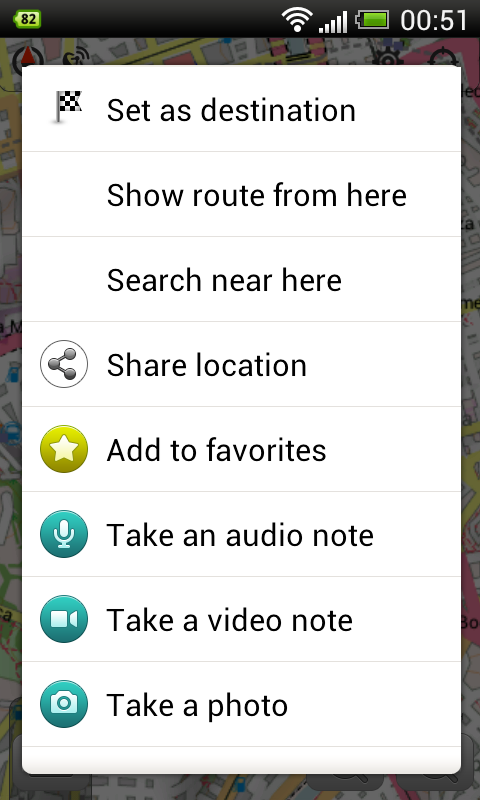 82
00:51
Set as destination
Show route from here
Search near here
Share location
Add to favorites
Take an audio note
Take a video note
Take a photo